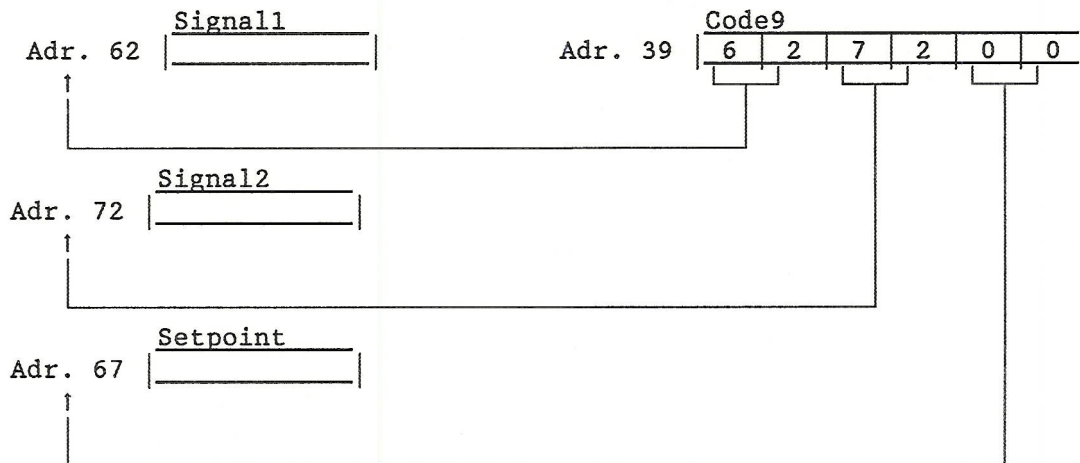 Signal1 Code9
Adr. 62 Adr. 39 6 2 7 2 0 0
Signal2
Adr. 72
Setpoint
Adr. 67